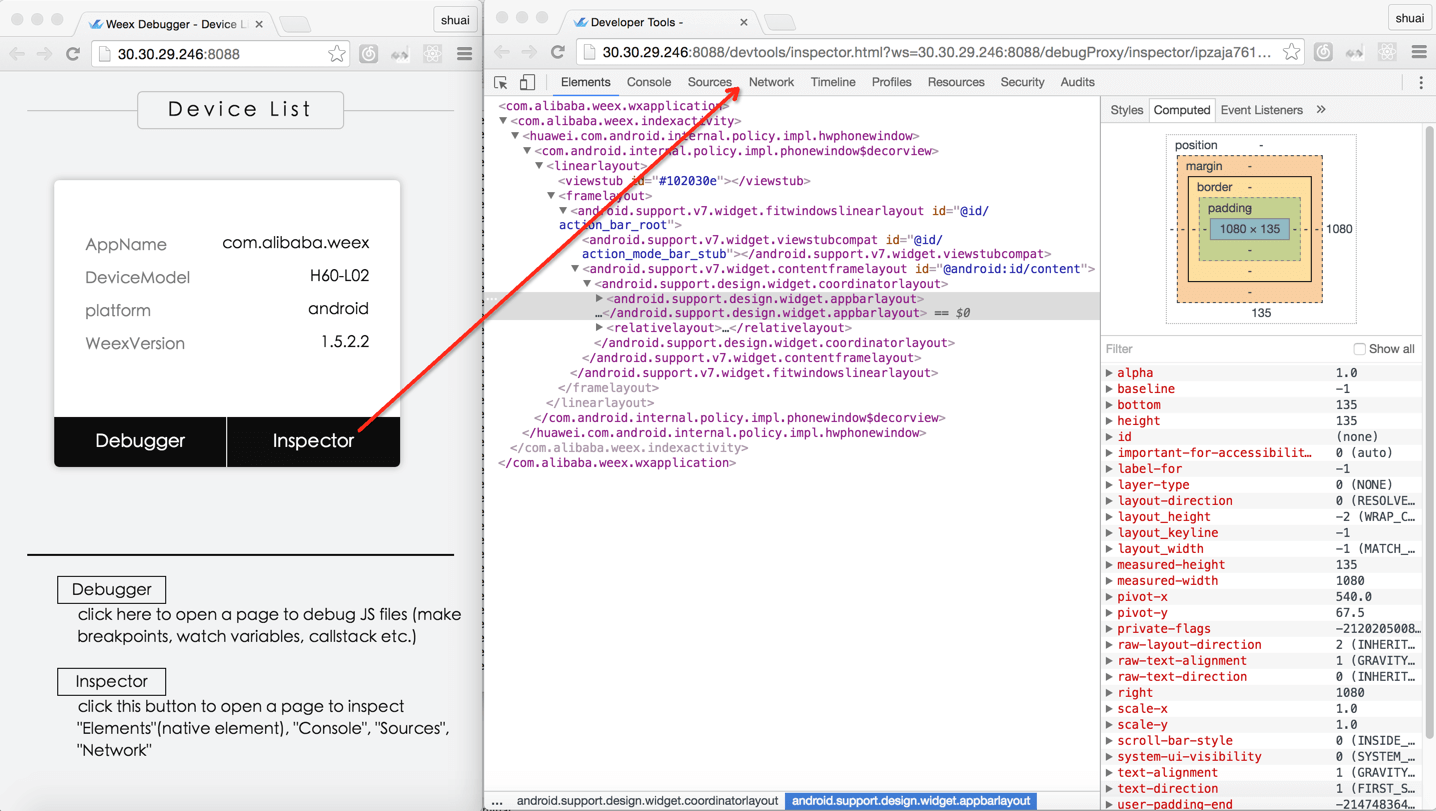 Weex Debugger - Device Li
shuai
30.30.29.246:8088
Device List
AppName com.alibaba.weex
DeviceModel H60-L02
platform android
WeexVersion 1.5.2.2
Debugger Inspector
Debugger
click here to open a page to debug JS files (make
breakpoints, watch variables, callstack etc.)
Inspector
click this button to open a page to inspect
"Elements"(native element), "Console", "Sources",
"Network"
Developer Tools -
shuai
30.30.29.246:8088/devtools/inspector.html?ws=30.30.29.246:8088/debugProxy/inspector/ipzaja761...
Elements Console Sources Network Timeline Profiles Resources Security Audits
<com.alibaba.weex.wxapplication>
<com.alibaba.weex.indexactivity>
<huawei.com.android.internal.policy.impl.hwphonewindow>
<com.android.internal.policy.impl.phonewindow$decorview>
<linearlayout>
<viewstub id="#102030e"></viewstub>
<framelayout>
<android.support.v7.widget.fitwindowslinearlayout id="@id/
action_bar_root">
<android.support.v7.widget.viewstubcompat id="@id/
action_mode_bar_stub"></android.support.v7.widget.viewstubcompat>
<android.support.v7.widget.contentframelayout id="@android:id/content">
<android.support.design.widget.coordinatorlayout>
<android.support.design.widget.appbarlayout>
…</android.support.design.widget.appbarlayout> == $0
<relativelayout>…</relativelayout>
</android.support.design.widget.coordinatorlayout>
</android.support.v7.widget.contentframelayout>
</android.support.v7.widget.fitwindowslinearlayout>
</framelayout>
</linearlayout>
</com.android.internal.policy.impl.phonewindow$decorview>
</huawei.com.android.internal.policy.impl.hwphonewindow>
</com.alibaba.weex.indexactivity>
</com.alibaba.weex.wxapplication>
... android.support.design.widget.coordinatorlayout android.support.design.widget.appbarlayout
Styles Computed Event Listeners »
position -
margin -
border -
padding
- - - 1080 × 135 - - - 1080
-
-
-
135
Filter Show all
alpha 1.0
baseline -1
bottom 135
height 135
id (none)
important-for-accessibilit… 0 (auto)
label-for -1
layer-type 0 (NONE)
layout-direction 0 (RESOLVE…
layout_height -2 (WRAP_C…
layout_keyline -1
layout_width -1 (MATCH_…
measured-height 135
measured-width 1080
pivot-x 540.0
pivot-y 67.5
private-flags -2120205008…
raw-layout-direction 2 (INHERIT…
raw-text-alignment 1 (GRAVITY…
raw-text-direction 0 (INHERIT…
right 1080
scale-x 1.0
scale-y 1.0
scroll-bar-style 0 (INSIDE_…
system-ui-visibility 0 (SYSTEM_…
text-alignment 1 (GRAVITY…
text-direction 1 (FIRST_S…
user-padding-end -214748364…